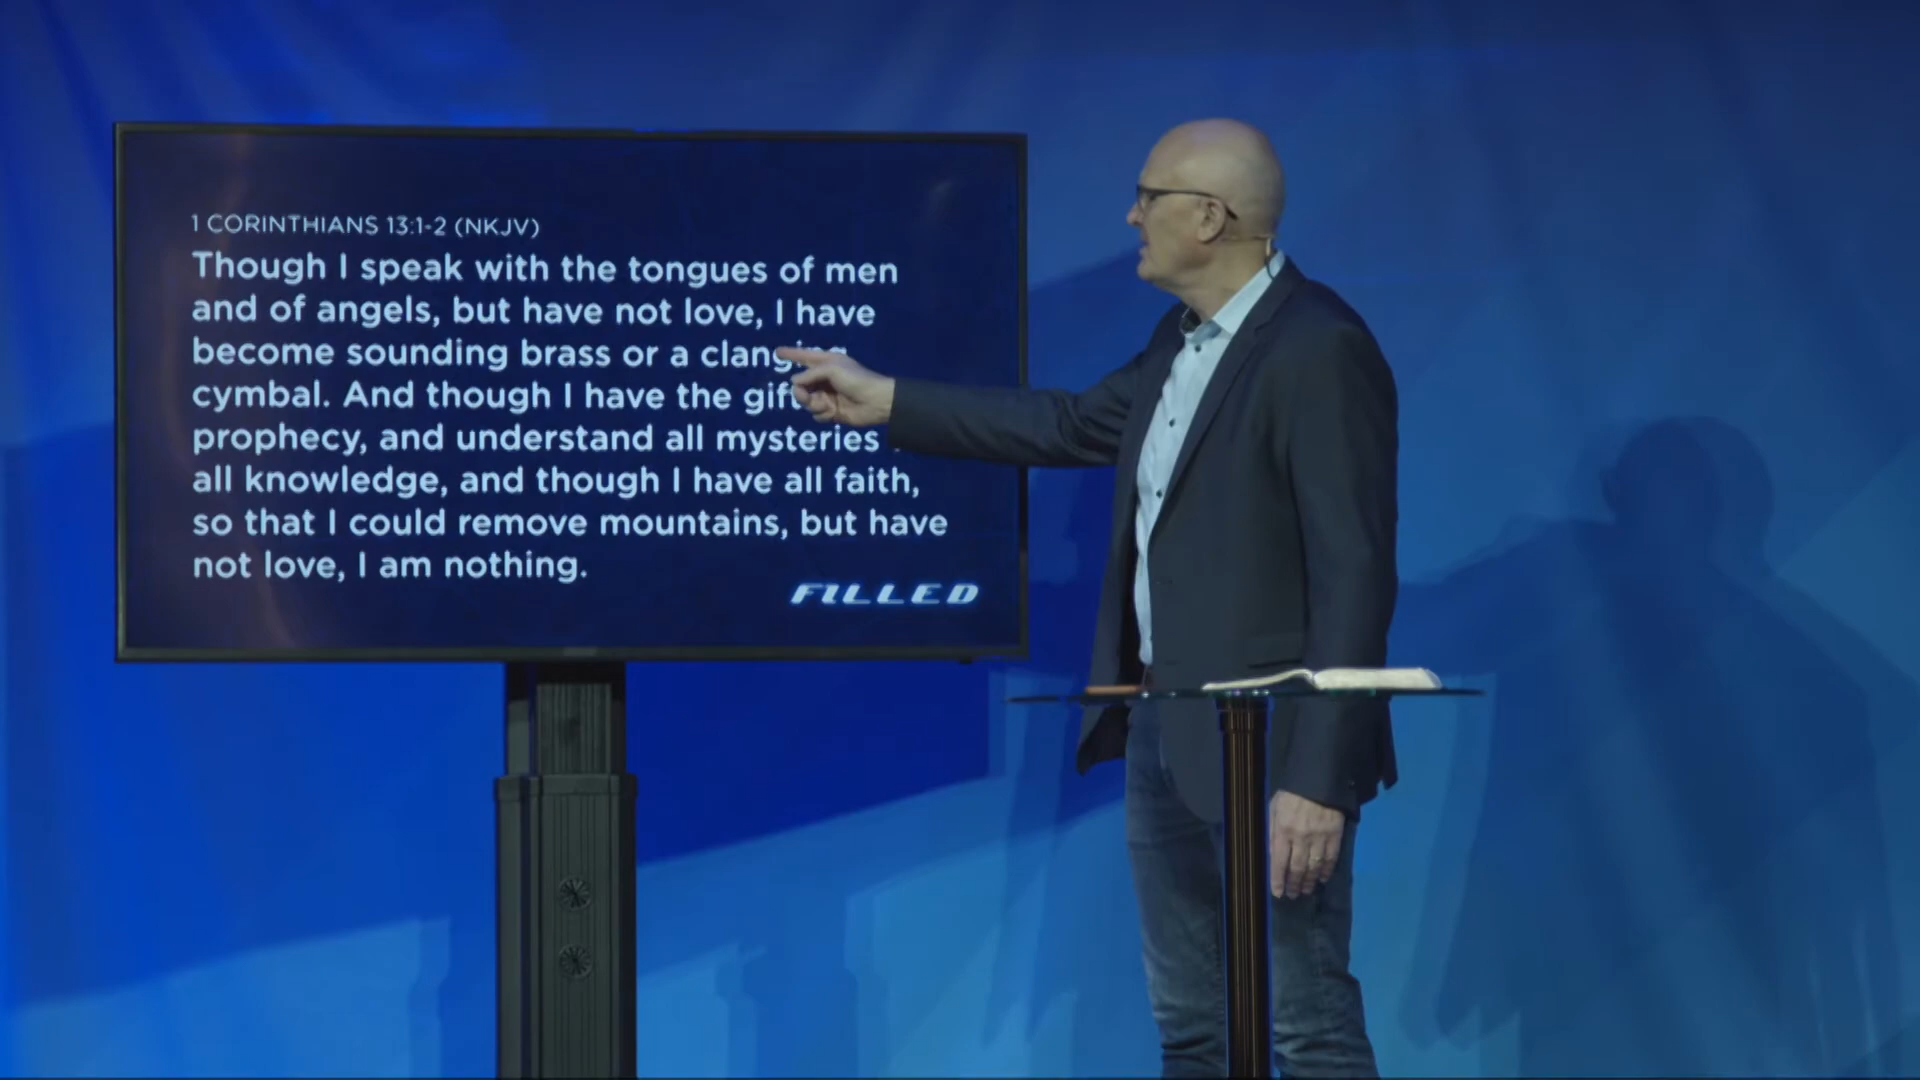 1 CORINTHIANS 13:1-2 (NKJV)
Though I speak with the tongues of men
and of angels, but have not love, I have
become sounding brass or a clanging
cymbal. And though I have the gift
prophecy, and understand all mysteries
all knowledge, and though I have all faith,
so that I could remove mountains, but have
not love, I am nothing.
FILLED